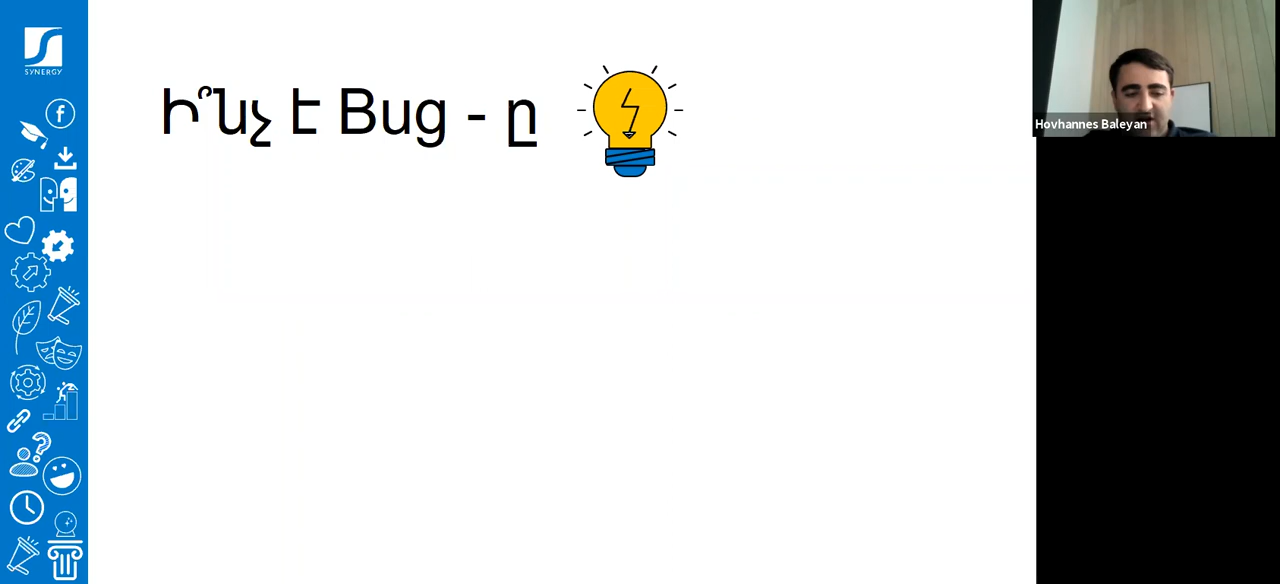 SYNERGY
Ի՞նչ է Bug - ը
Hovhannes Baleyan